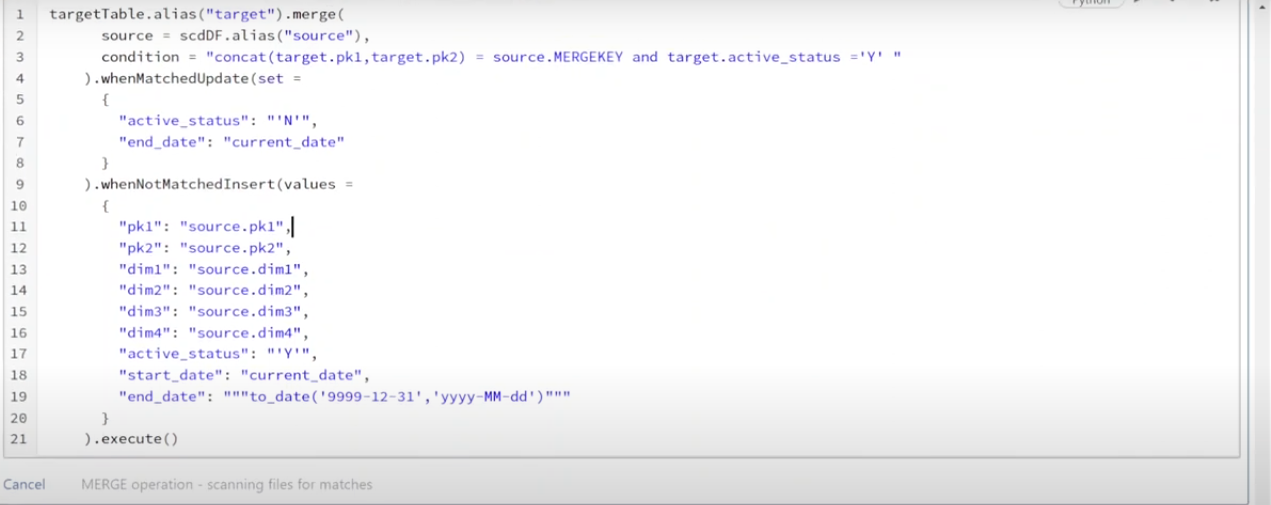 Python
1 targetTable.alias("target").merge(
2 source = scdDF.alias("source"),
3 condition = "concat(target.pk1,target.pk2) = source.MERGEKEY and target.active_status ='Y' "
4 ).whenMatchedUpdate(set =
5 {
6 "active_status": "'N'",
7 "end_date": "current_date"
8 }
9 ).whenNotMatchedInsert(values =
10 {
11 "pk1": "source.pk1",
12 "pk2": "source.pk2",
13 "dim1": "source.dim1",
14 "dim2": "source.dim2",
15 "dim3": "source.dim3",
16 "dim4": "source.dim4",
17 "active_status": "'Y'",
18 "start_date": "current_date",
19 "end_date": """to_date('9999-12-31','yyyy-MM-dd')"""
20 }
21 ).execute()
Cancel MERGE operation - scanning files for matches